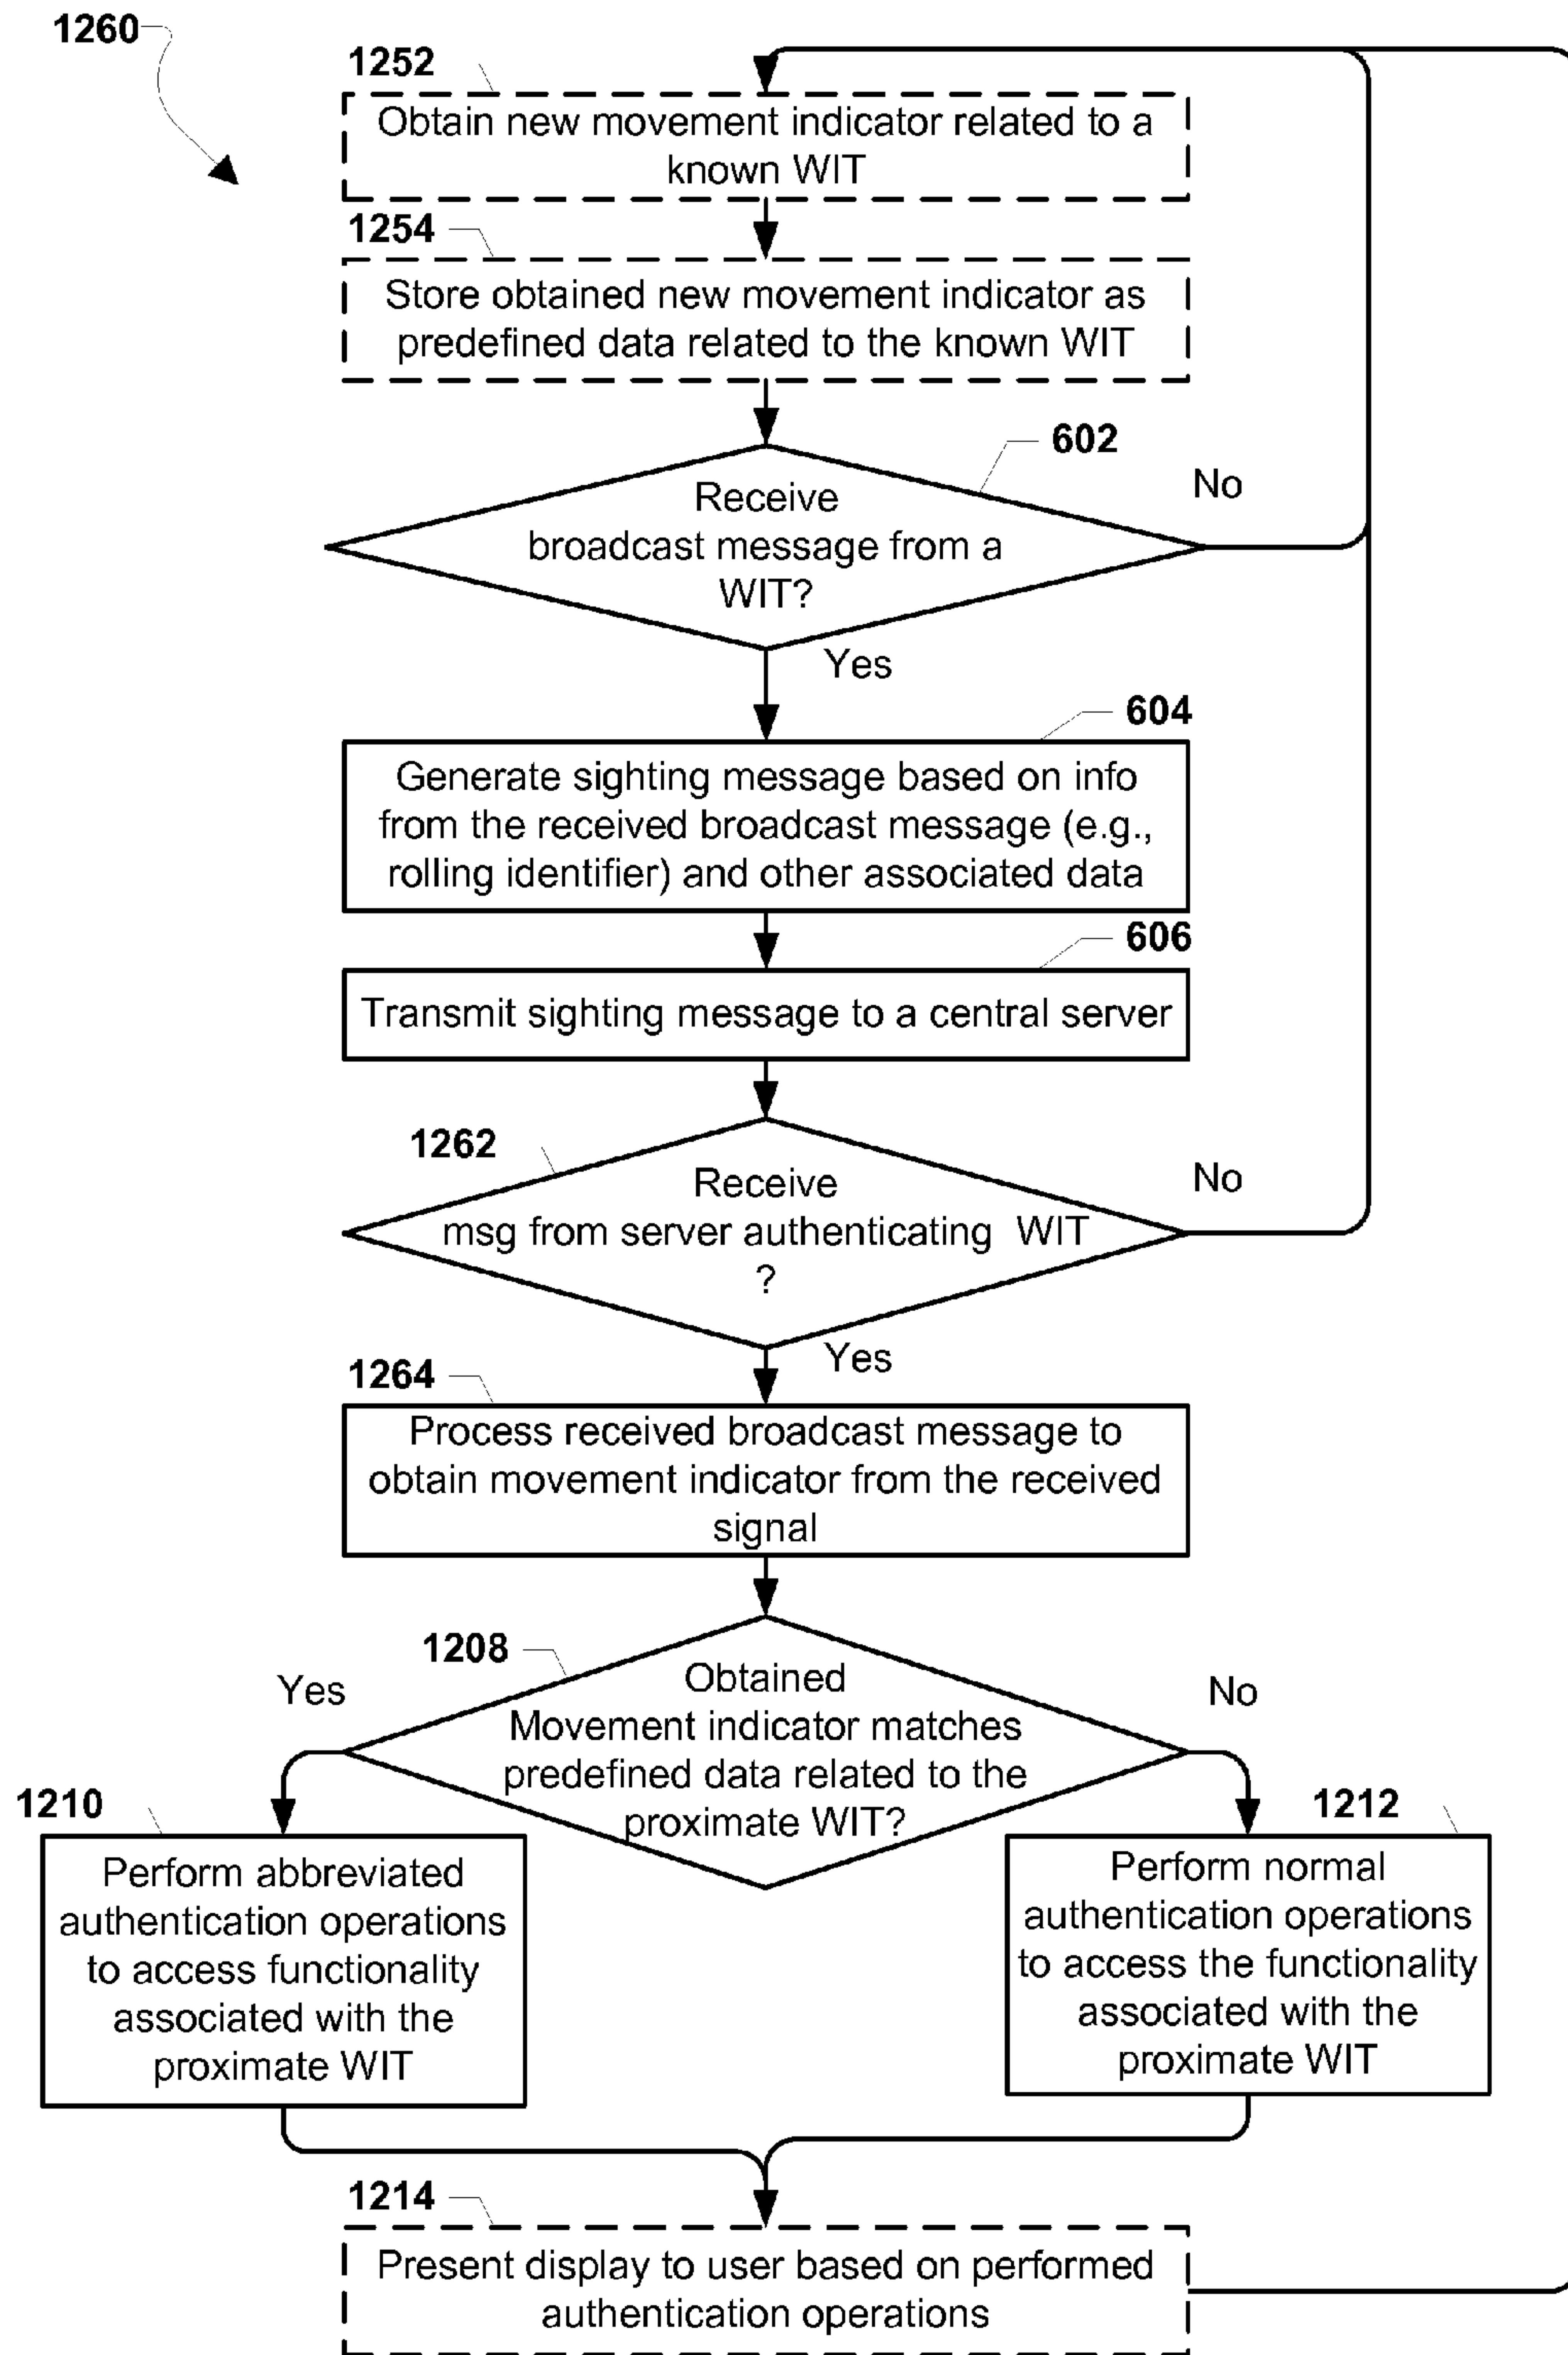 1260
1252
Obtain new movement indicator related to a
known WIT
1254
Store obtained new movement indicator as
predefined data related to the known WIT
602
Receive
broadcast message from a
WIT?
No
Yes
604
Generate sighting message based on info
from the received broadcast message (e.g.,
rolling identifier) and other associated data
606
Transmit sighting message to a central server
1262
Receive
msg from server authenticating WIT
?
No
Yes
1264
Process received broadcast message to
obtain movement indicator from the received
signal
1208
Obtained
Movement indicator matches
predefined data related to the
proximate WIT?
Yes
No
1210
Perform abbreviated
authentication operations
to access functionality
associated with the
proximate WIT
1212
Perform normal
authentication operations
to access the functionality
associated with the
proximate WIT
1214
Present display to user based on performed
authentication operations